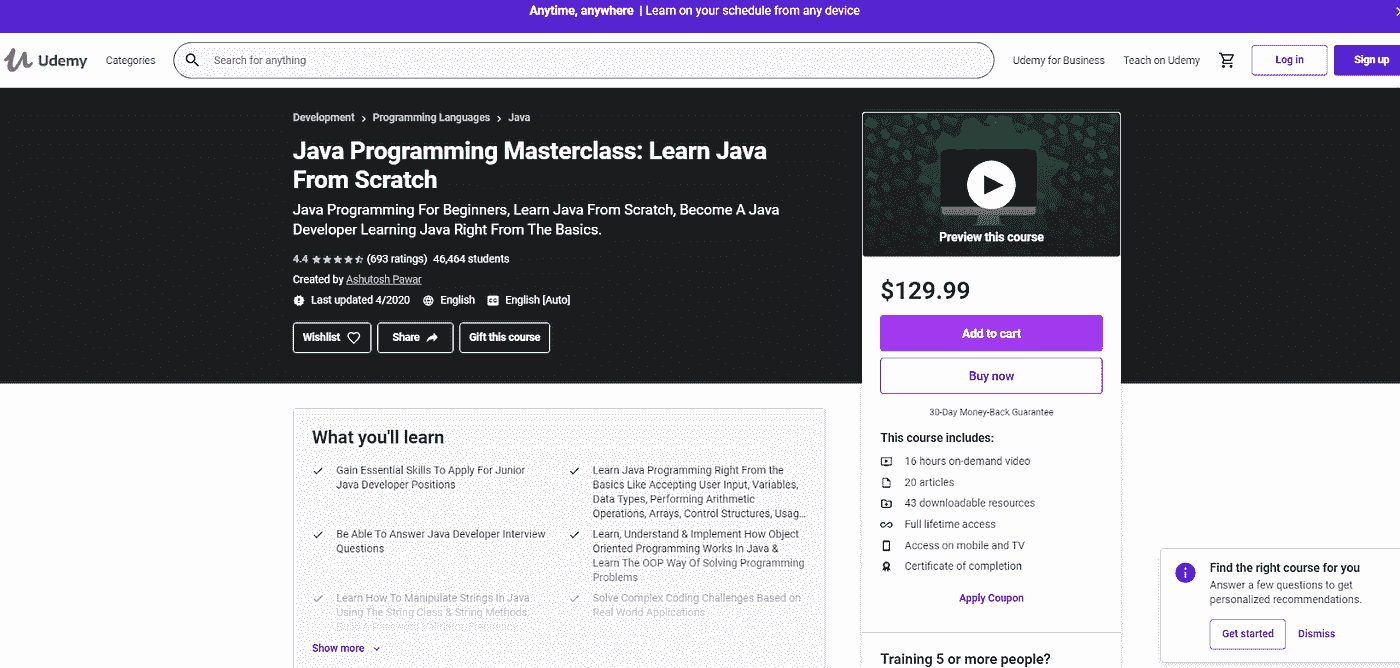 Anytime, anywhere | Learn on your schedule from any device
Udemy
Categories
Search for anything
Udemy for Business
Teach on Udemy
Log in
Sign up
Development > Programming Languages > Java
Java Programming Masterclass: Learn Java
From Scratch
Java Programming For Beginners, Learn Java From Scratch, Become A Java
Developer Learning Java Right From The Basics.
4.4 (693 ratings) 46,464 students
Created by Ashutosh Pawar
Last updated 4/2020 English CC English [Auto]
Wishlist
Share
Gift this course
Preview this course
$129.99
Add to cart
Buy now
30-Day Money-Back Guarantee
This course includes:
16 hours on-demand video
20 articles
43 downloadable resources
Full lifetime access
Access on mobile and TV
Certificate of completion
Apply Coupon
Training 5 or more people?
What you'll learn
Gain Essential Skills To Apply For Junior
Java Developer Positions
Learn Java Programming Right From the
Basics Like Accepting User Input, Variables,
Data Types, Performing Arithmetic
Operations, Arrays, Control Structures, Usag...
Be Able To Answer Java Developer Interview
Questions
Learn, Understand & Implement How Object
Oriented Programming Works In Java &
Learn The OOP Way Of Solving Programming
Problems
Learn How To Manipulate Strings In Java
Using The String Class & String Methods,
Build A Password Validator
Solve Complex Coding Challenges Based on
Real World Applications
Show more
Find the right course for you
Answer a few questions to get
personalized recommendations.
Get started
Dismiss